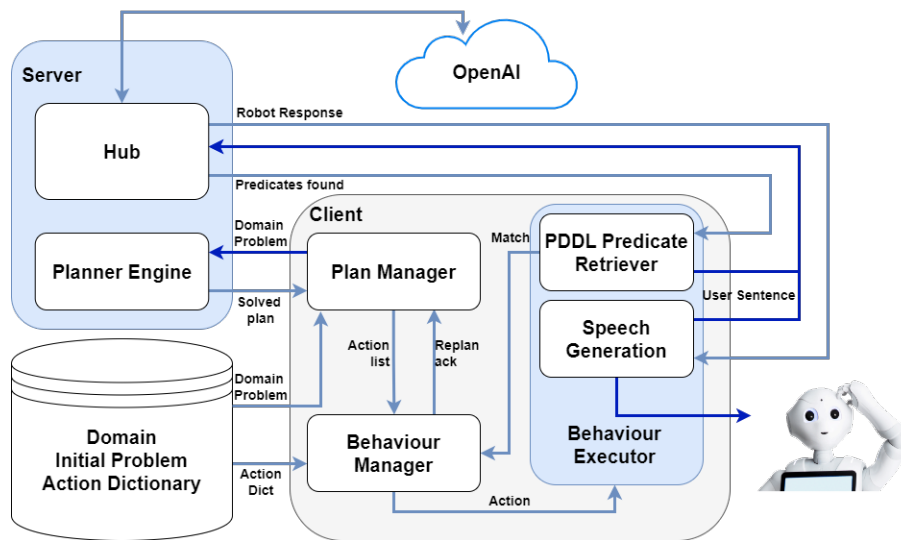 OpenAI
Server
Hub
Robot Response
Predicates found
Client
Domain
Problem
Planner Engine
Solved
plan
Plan Manager
Match
PDDL Predicate
Retriever
User Sentence
Speech
Generation
Action
list
Replan
ack
Domain
Problem
Domain
Initial Problem
Action Dictionary
Action
Dict
Behaviour
Manager
Behaviour
Executor
Action